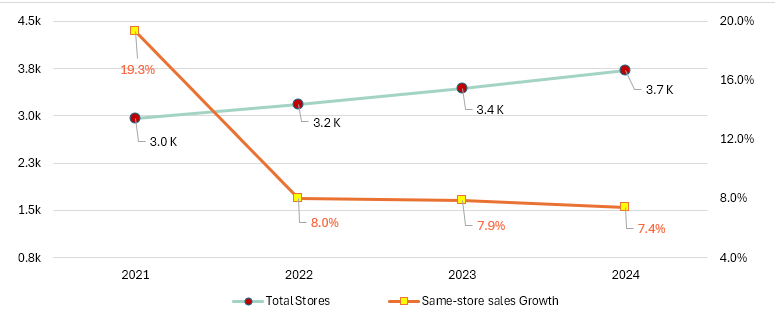 4.5k 20.0%
19.3%
3.8k 3.7 K 16.0%
3.4 K
3.0k 3.2 K 12.0%
3.0 K
2.3k 8.0%
1.5k 8.0% 7.9% 7.4%
0.8k 4.0%
2021 2022 2023 2024
Total Stores Same-store sales Growth